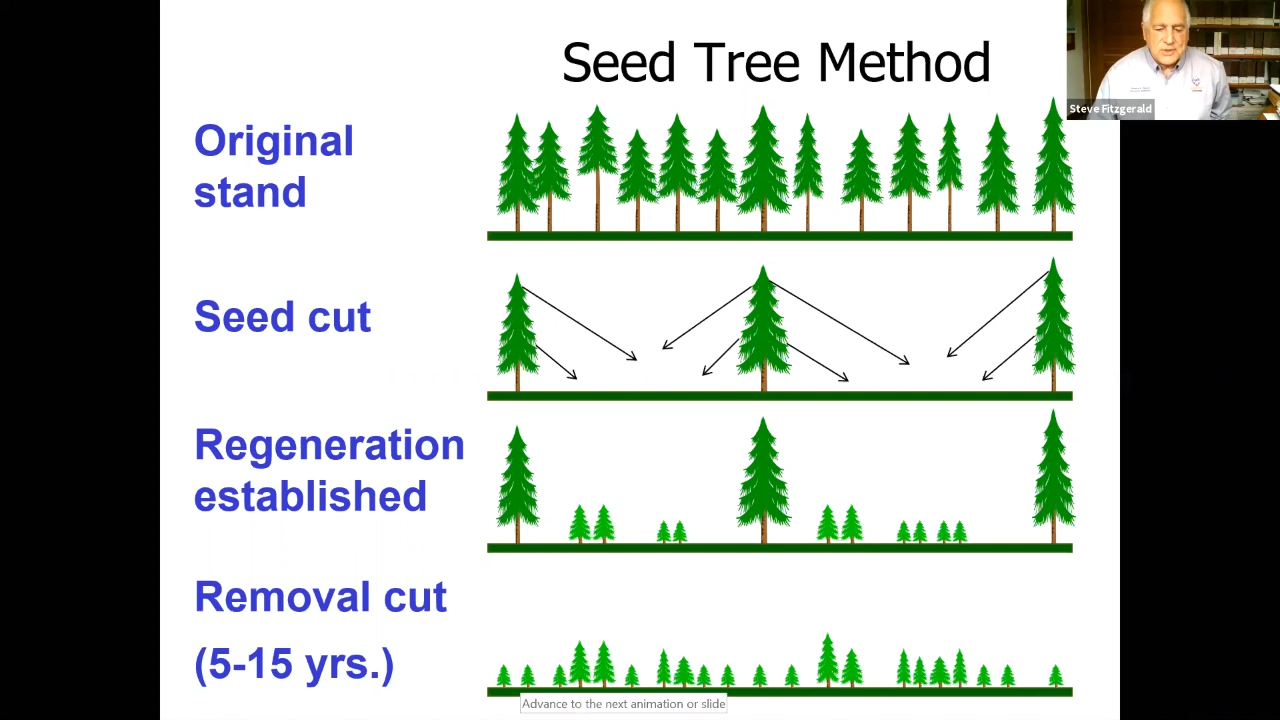 Seed Tree Method
Steve Fitzgerald
Original
stand
Seed cut
Regeneration
established
Removal cut
(5-15 yrs.)
Advance to the next animation or slide